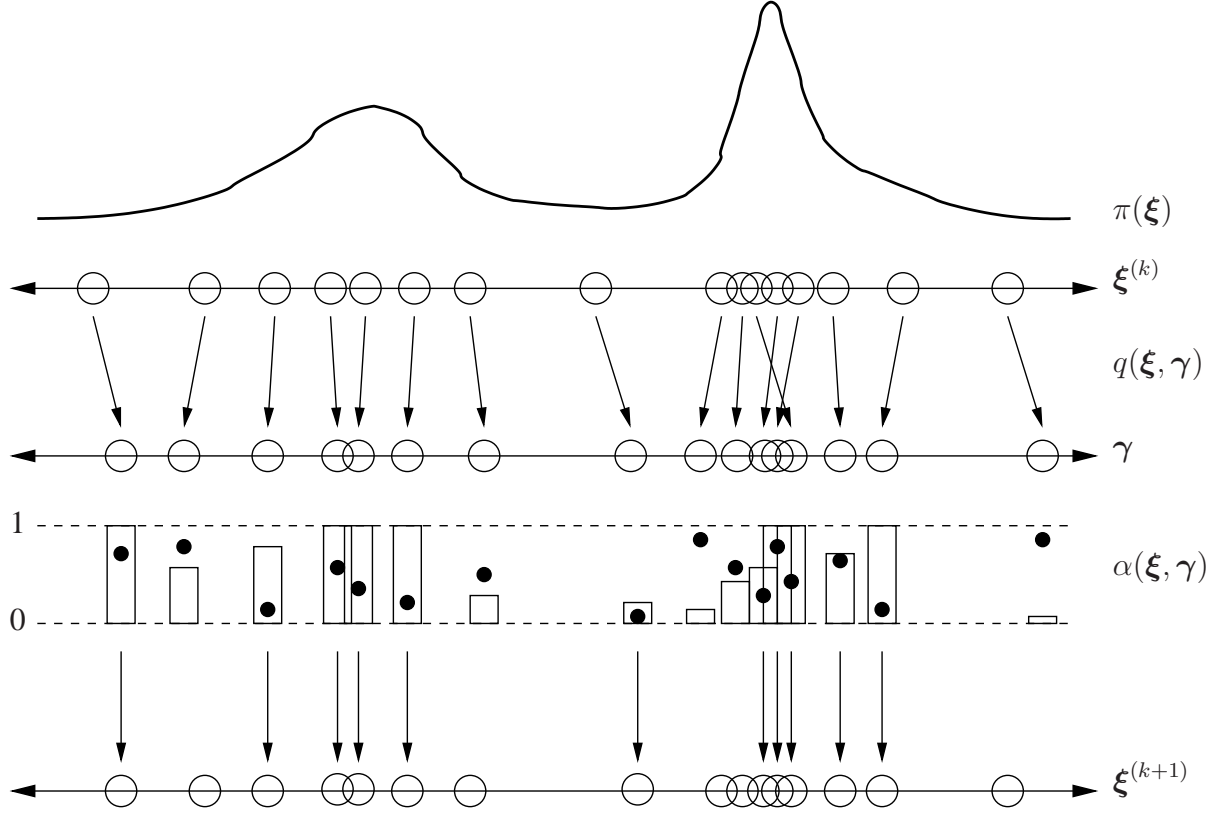 π(ξ)
ξ(k)
q(ξ, γ)
γ
1
α(ξ, γ)
0
ξ(k+1)